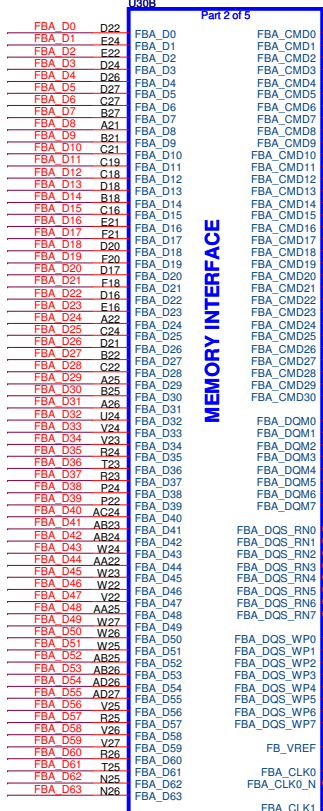 U30B
Part 2 of 5
FBA_D0 D22 FBA_D0 FBA_CMD0
FBA_D1 E24 FBA_D1 FBA_CMD1
FBA_D2 E22 FBA_D2 FBA_CMD2
FBA_D3 D24 FBA_D3 FBA_CMD3
FBA_D4 D26 FBA_D4 FBA_CMD4
FBA_D5 D27 FBA_D5 FBA_CMD5
FBA_D6 C27 FBA_D6 FBA_CMD6
FBA_D7 B27 FBA_D7 FBA_CMD7
FBA_D8 A21 FBA_D8 FBA_CMD8
FBA_D9 B21 FBA_D9 FBA_CMD9
FBA_D10 C21 FBA_D10 FBA_CMD10
FBA_D11 C19 FBA_D11 FBA_CMD11
FBA_D12 C18 FBA_D12 FBA_CMD12
FBA_D13 D18 FBA_D13 FBA_CMD13
FBA_D14 B18 FBA_D14 FBA_CMD14
FBA_D15 C16 FBA_D15 FBA_CMD15
FBA_D16 E21 FBA_D16 FBA_CMD16
FBA_D17 F21 FBA_D17 FBA_CMD17
FBA_D18 D20 FBA_D18 FBA_CMD18
FBA_D19 F20 FBA_D19 FBA_CMD19
FBA_D20 D17 FBA_D20 FBA_CMD20
FBA_D21 F18 FBA_D21 FBA_CMD21
FBA_D22 D16 FBA_D22 FBA_CMD22
FBA_D23 E16 FBA_D23 FBA_CMD23
FBA_D24 A22 FBA_D24 FBA_CMD24
FBA_D25 C24 FBA_D25 FBA_CMD25
FBA_D26 D21 FBA_D26 FBA_CMD26
FBA_D27 B22 FBA_D27 FBA_CMD27
FBA_D28 C22 FBA_D28 FBA_CMD28
FBA_D29 A25 FBA_D29 FBA_CMD29
FBA_D30 B25 FBA_D30 FBA_CMD30
FBA_D31 A26 FBA_D31
MEMORY INTERFACE
FBA_D32 U24 FBA_D32 FBA_DQM0
FBA_D33 V24 FBA_D33 FBA_DQM1
FBA_D34 V23 FBA_D34 FBA_DQM2
FBA_D35 R24 FBA_D35 FBA_DQM3
FBA_D36 T23 FBA_D36 FBA_DQM4
FBA_D37 R23 FBA_D37 FBA_DQM5
FBA_D38 P24 FBA_D38 FBA_DQM6
FBA_D39 P22 FBA_D39 FBA_DQM7
FBA_D40 AC24 FBA_D40
FBA_D41 AB23 FBA_D41 FBA_DQS_RN0
FBA_D42 AB24 FBA_D42 FBA_DQS_RN1
FBA_D43 W24 FBA_D43 FBA_DQS_RN2
FBA_D44 AA22 FBA_D44 FBA_DQS_RN3
FBA_D45 W23 FBA_D45 FBA_DQS_RN4
FBA_D46 W22 FBA_D46 FBA_DQS_RN5
FBA_D47 V22 FBA_D47 FBA_DQS_RN6
FBA_D48 AA25 FBA_D48 FBA_DQS_RN7
FBA_D49 W27 FBA_D49
FBA_D50 W26 FBA_D50 FBA_DQS_WP0
FBA_D51 W25 FBA_D51 FBA_DQS_WP1
FBA_D52 AB25 FBA_D52 FBA_DQS_WP2
FBA_D53 AB26 FBA_D53 FBA_DQS_WP3
FBA_D54 AD26 FBA_D54 FBA_DQS_WP4
FBA_D55 AD27 FBA_D55 FBA_DQS_WP5
FBA_D56 V25 FBA_D56 FBA_DQS_WP6
FBA_D57 R25 FBA_D57 FBA_DQS_WP7
FBA_D58 V26 FBA_D58
FBA_D59 V27 FBA_D59 FB_VREF
FBA_D60 R26 FBA_D60
FBA_D61 T25 FBA_D61 FBA_CLK0
FBA_D62 N25 FBA_D62 FBA_CLK0_N
FBA_D63 N26 FBA_D63
FBA_CLK1